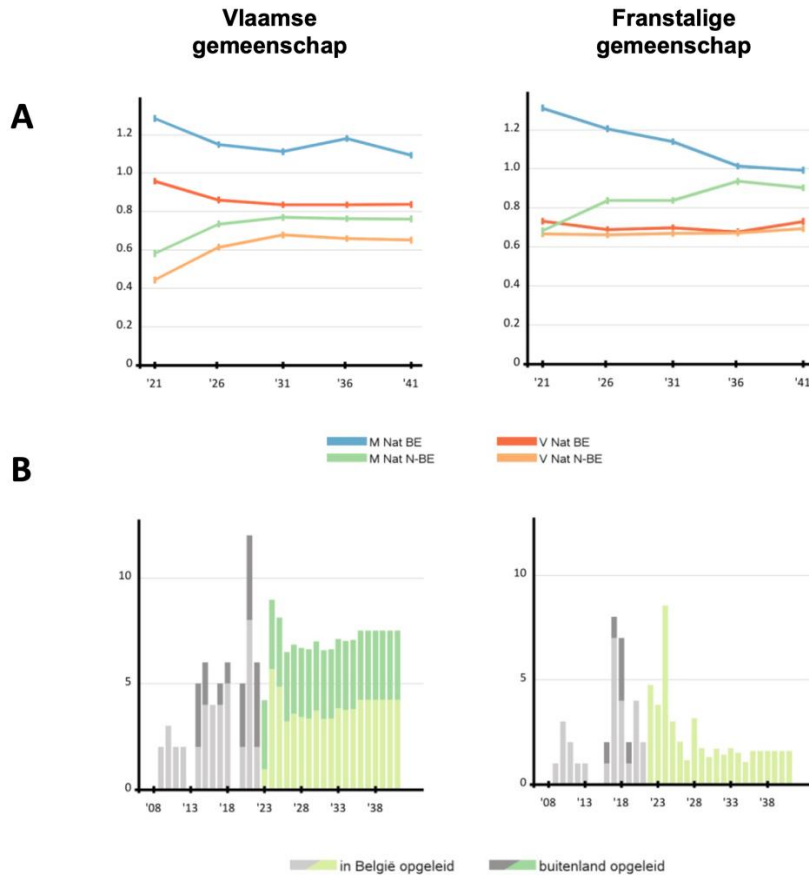 Vlaamse
gemeenschap
Franstalige
gemeenschap
A
1.2
1.0
0.8
0.6
0.4
0.2
0
'21 '26 '31 '36 '41
1.2
1.0
0.8
0.6
0.4
0.2
0
'21 '26 '31 '36 '41
M Nat BE V Nat BE
M Nat N-BE V Nat N-BE
B
10
5
0
'08 '13 '18 '23 '28 '33 '38
10
5
0
'08 '13 '18 '23 '28 '33 '38
in België opgeleid buitenland opgeleid